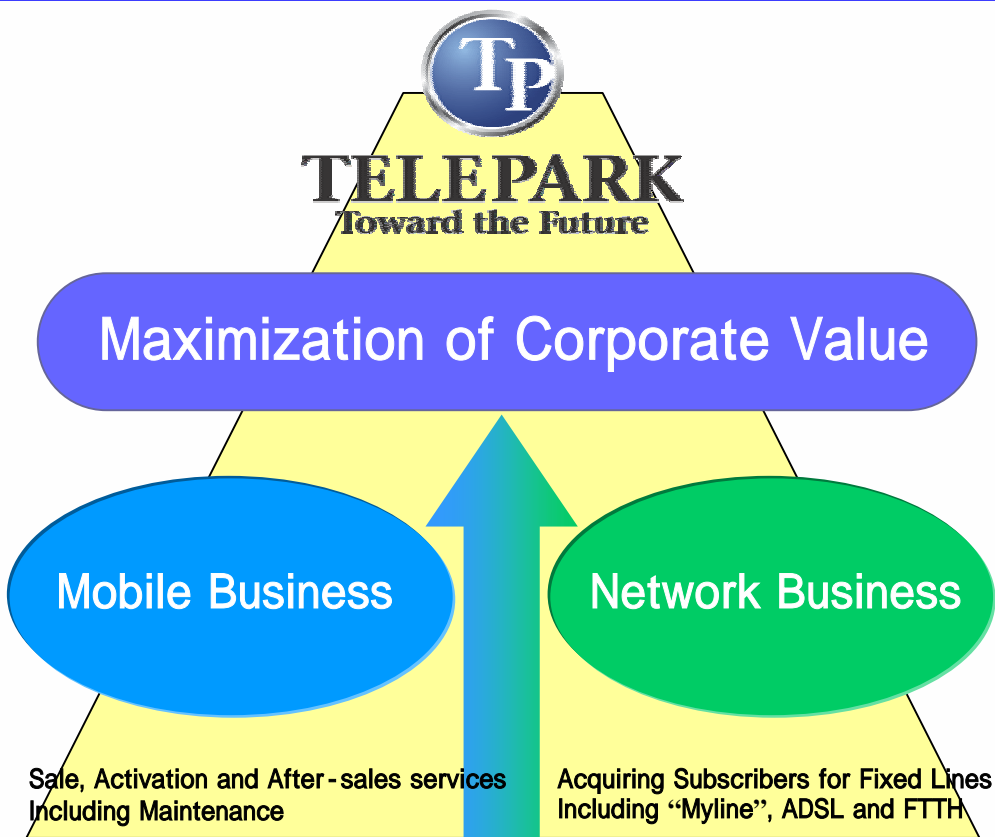 TP
TELEPARK
Toward the Future
Maximization of Corporate Value
Mobile Business
Network Business
Sale, Activation and After-sales services
Including Maintenance
Acquiring Subscribers for Fixed Lines
Including “Myline”, ADSL and FTTH